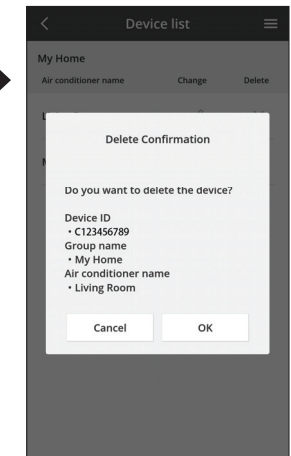 Device list
My Home
Air conditioner name Change Delete
Delete Confirmation
Do you want to delete the device?
Device ID
• C123456789
Group name
• My Home
Air conditioner name
• Living Room
Cancel OK